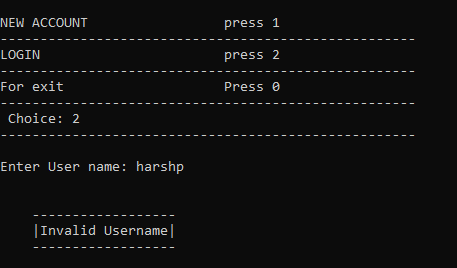 NEW ACCOUNT press 1
----------------------------------------------------
LOGIN press 2
----------------------------------------------------
For exit Press 0
----------------------------------------------------
Choice: 2
----------------------------------------------------
Enter User name: harshp
------------------
|Invalid Username|
------------------